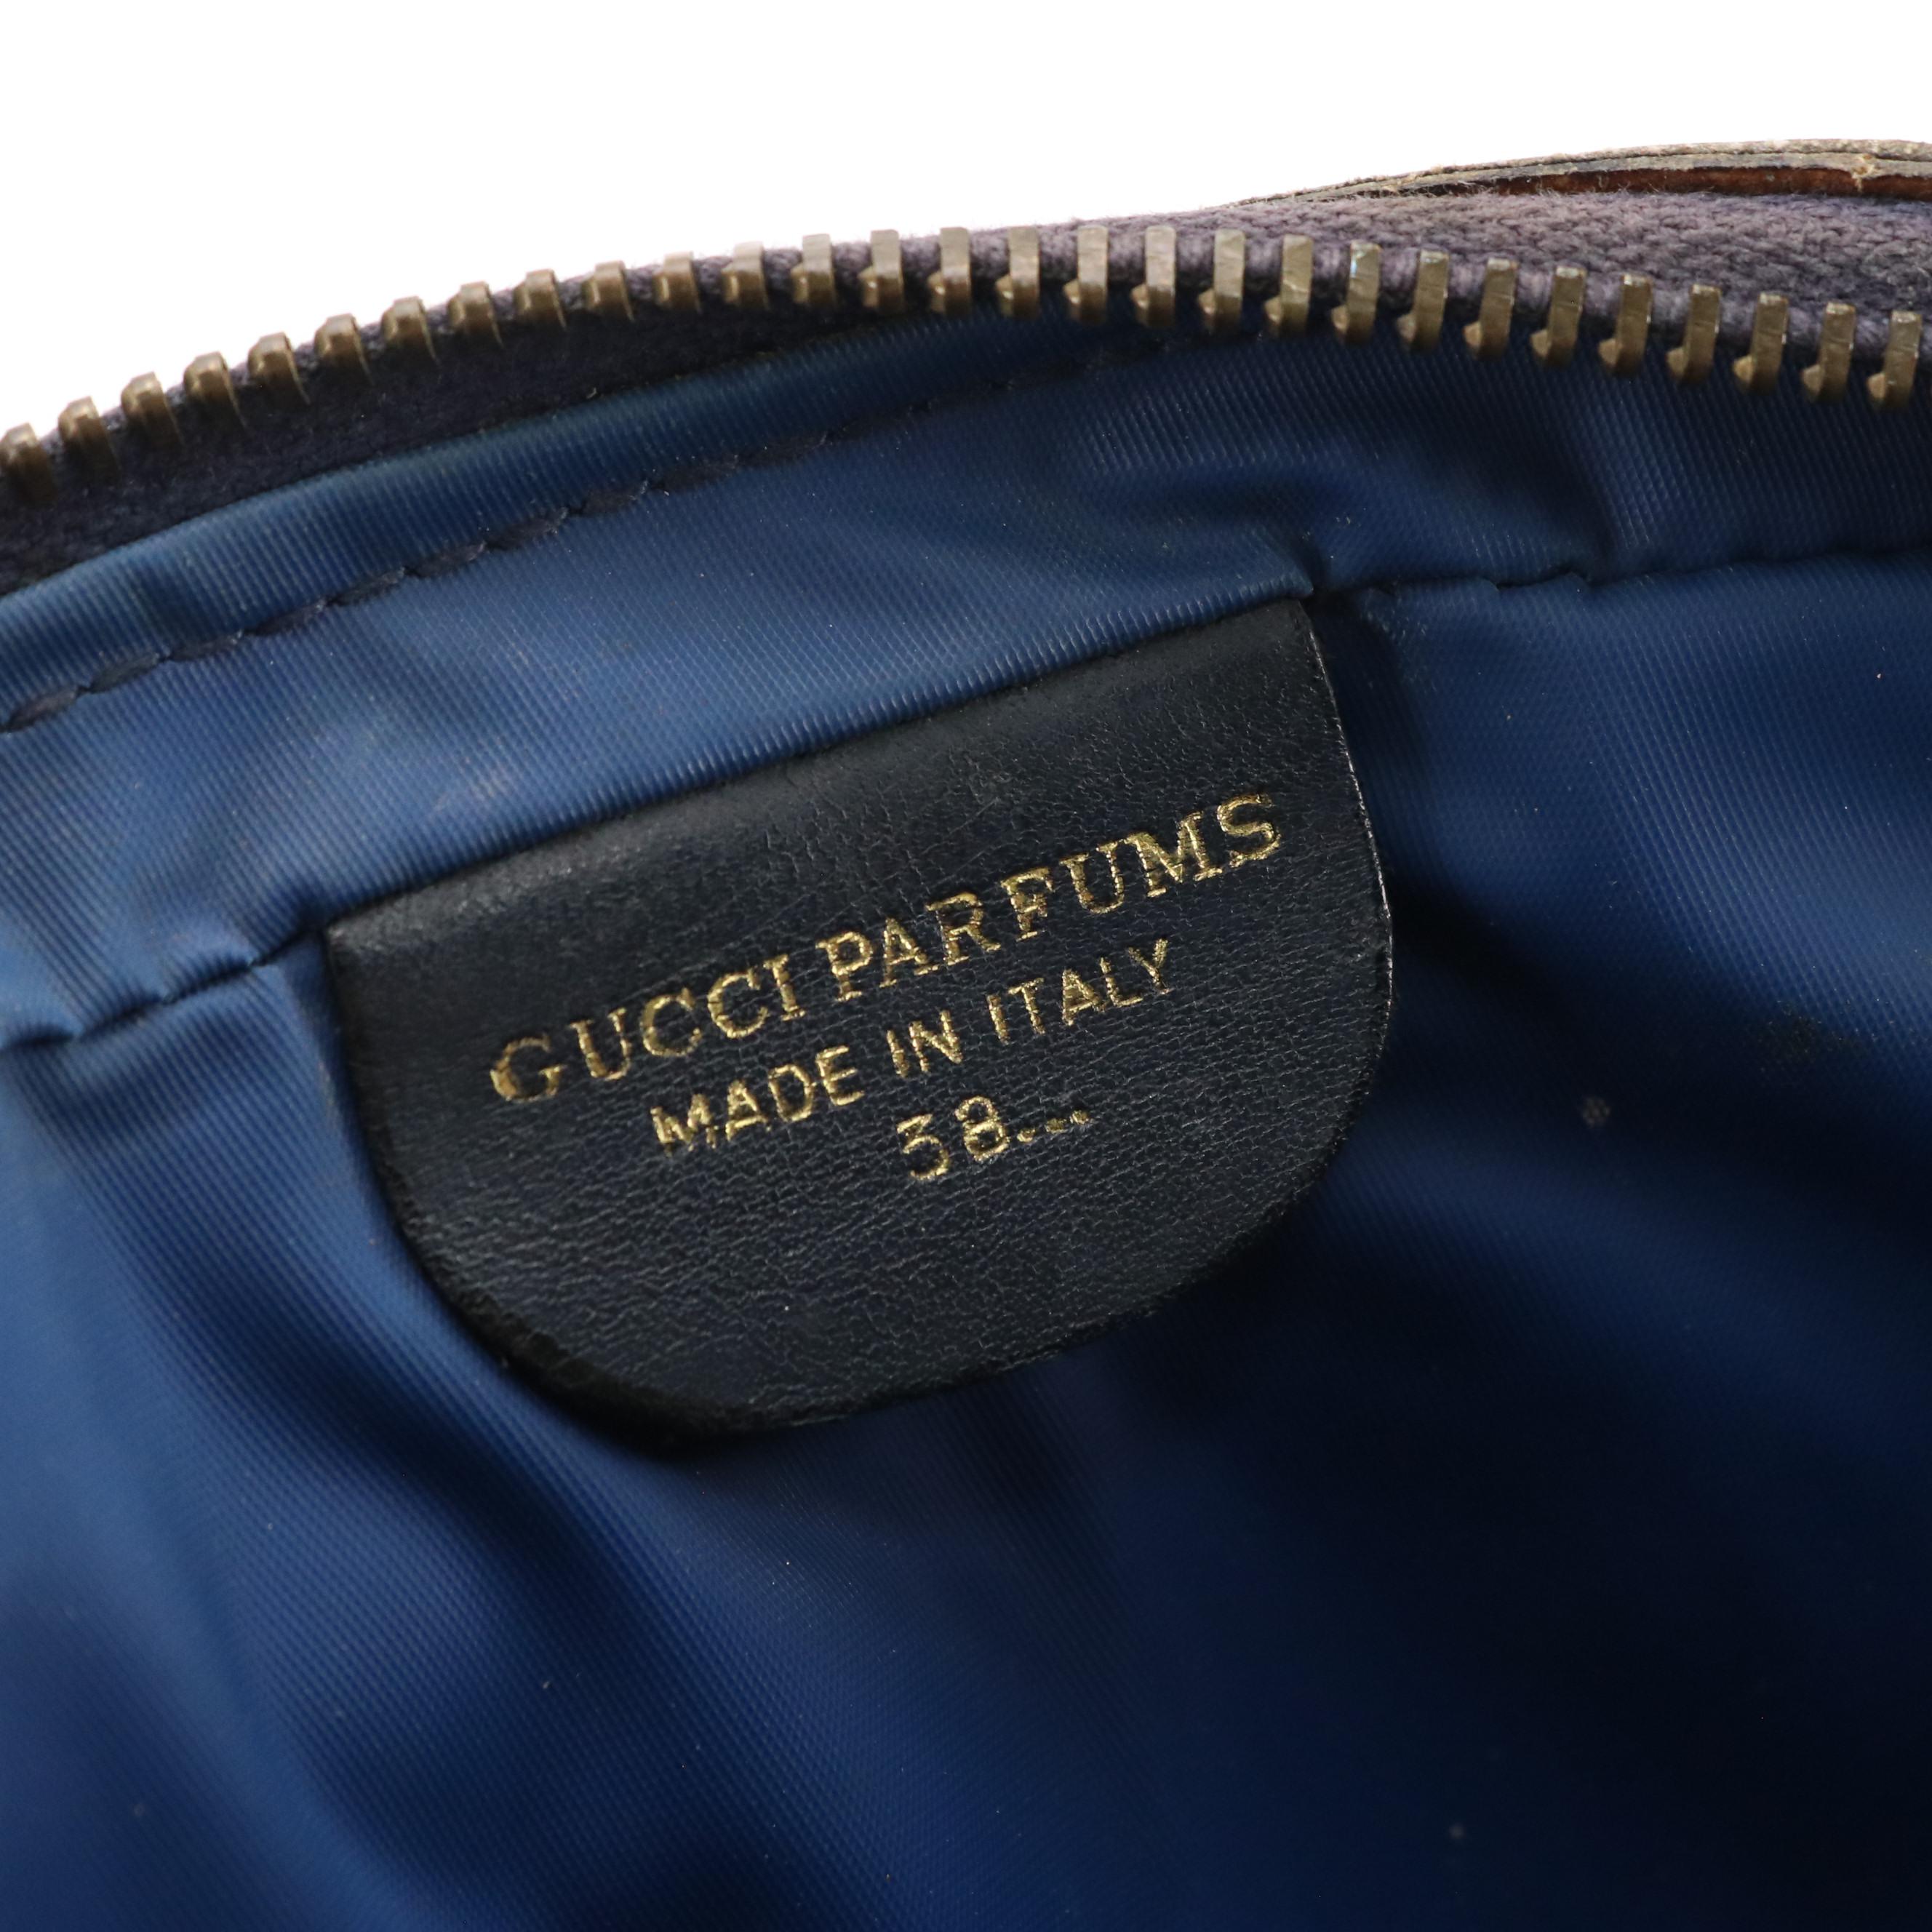 GUCCI PARFUMS
MADE IN ITALY
38...